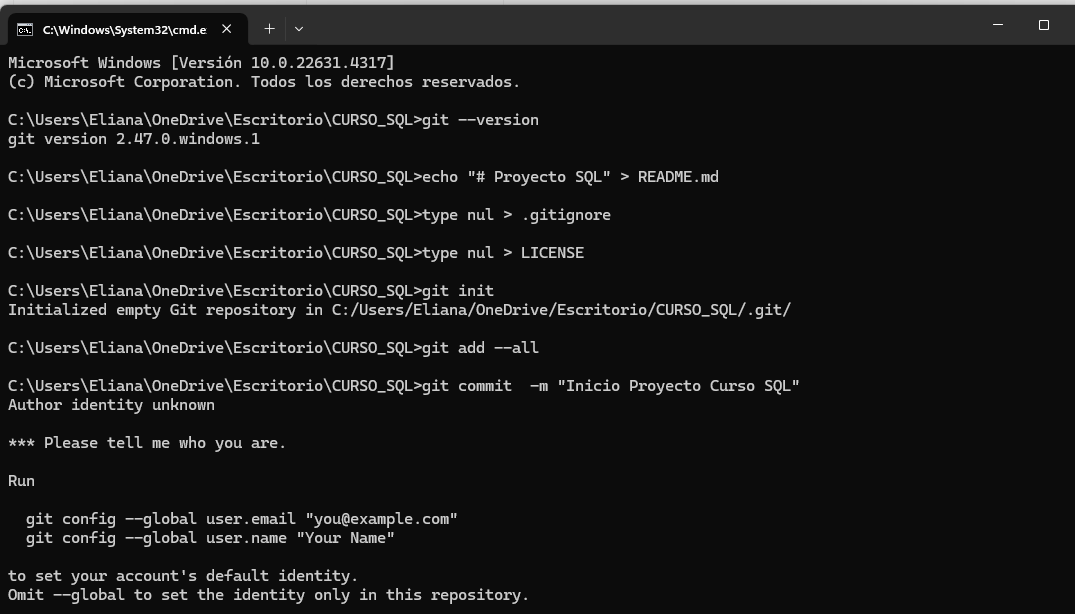 C:\Windows\System32\cmd.e
Microsoft Windows [Versión 10.0.22631.4317]
(c) Microsoft Corporation. Todos los derechos reservados.
C:\Users\Eliana\OneDrive\Escritorio\CURSO_SQL>git --version
git version 2.47.0.windows.1
C:\Users\Eliana\OneDrive\Escritorio\CURSO_SQL>echo "# Proyecto SQL" > README.md
C:\Users\Eliana\OneDrive\Escritorio\CURSO_SQL>type nul > .gitignore
C:\Users\Eliana\OneDrive\Escritorio\CURSO_SQL>type nul > LICENSE
C:\Users\Eliana\OneDrive\Escritorio\CURSO_SQL>git init
Initialized empty Git repository in C:/Users/Eliana/OneDrive/Escritorio/CURSO_SQL/.git/
C:\Users\Eliana\OneDrive\Escritorio\CURSO_SQL>git add --all
C:\Users\Eliana\OneDrive\Escritorio\CURSO_SQL>git commit  -m "Inicio Proyecto Curso SQL"
Author identity unknown
*** Please tell me who you are.
Run
  git config --global user.email "you@example.com"
  git config --global user.name "Your Name"
to set your account's default identity.
Omit --global to set the identity only in this repository.